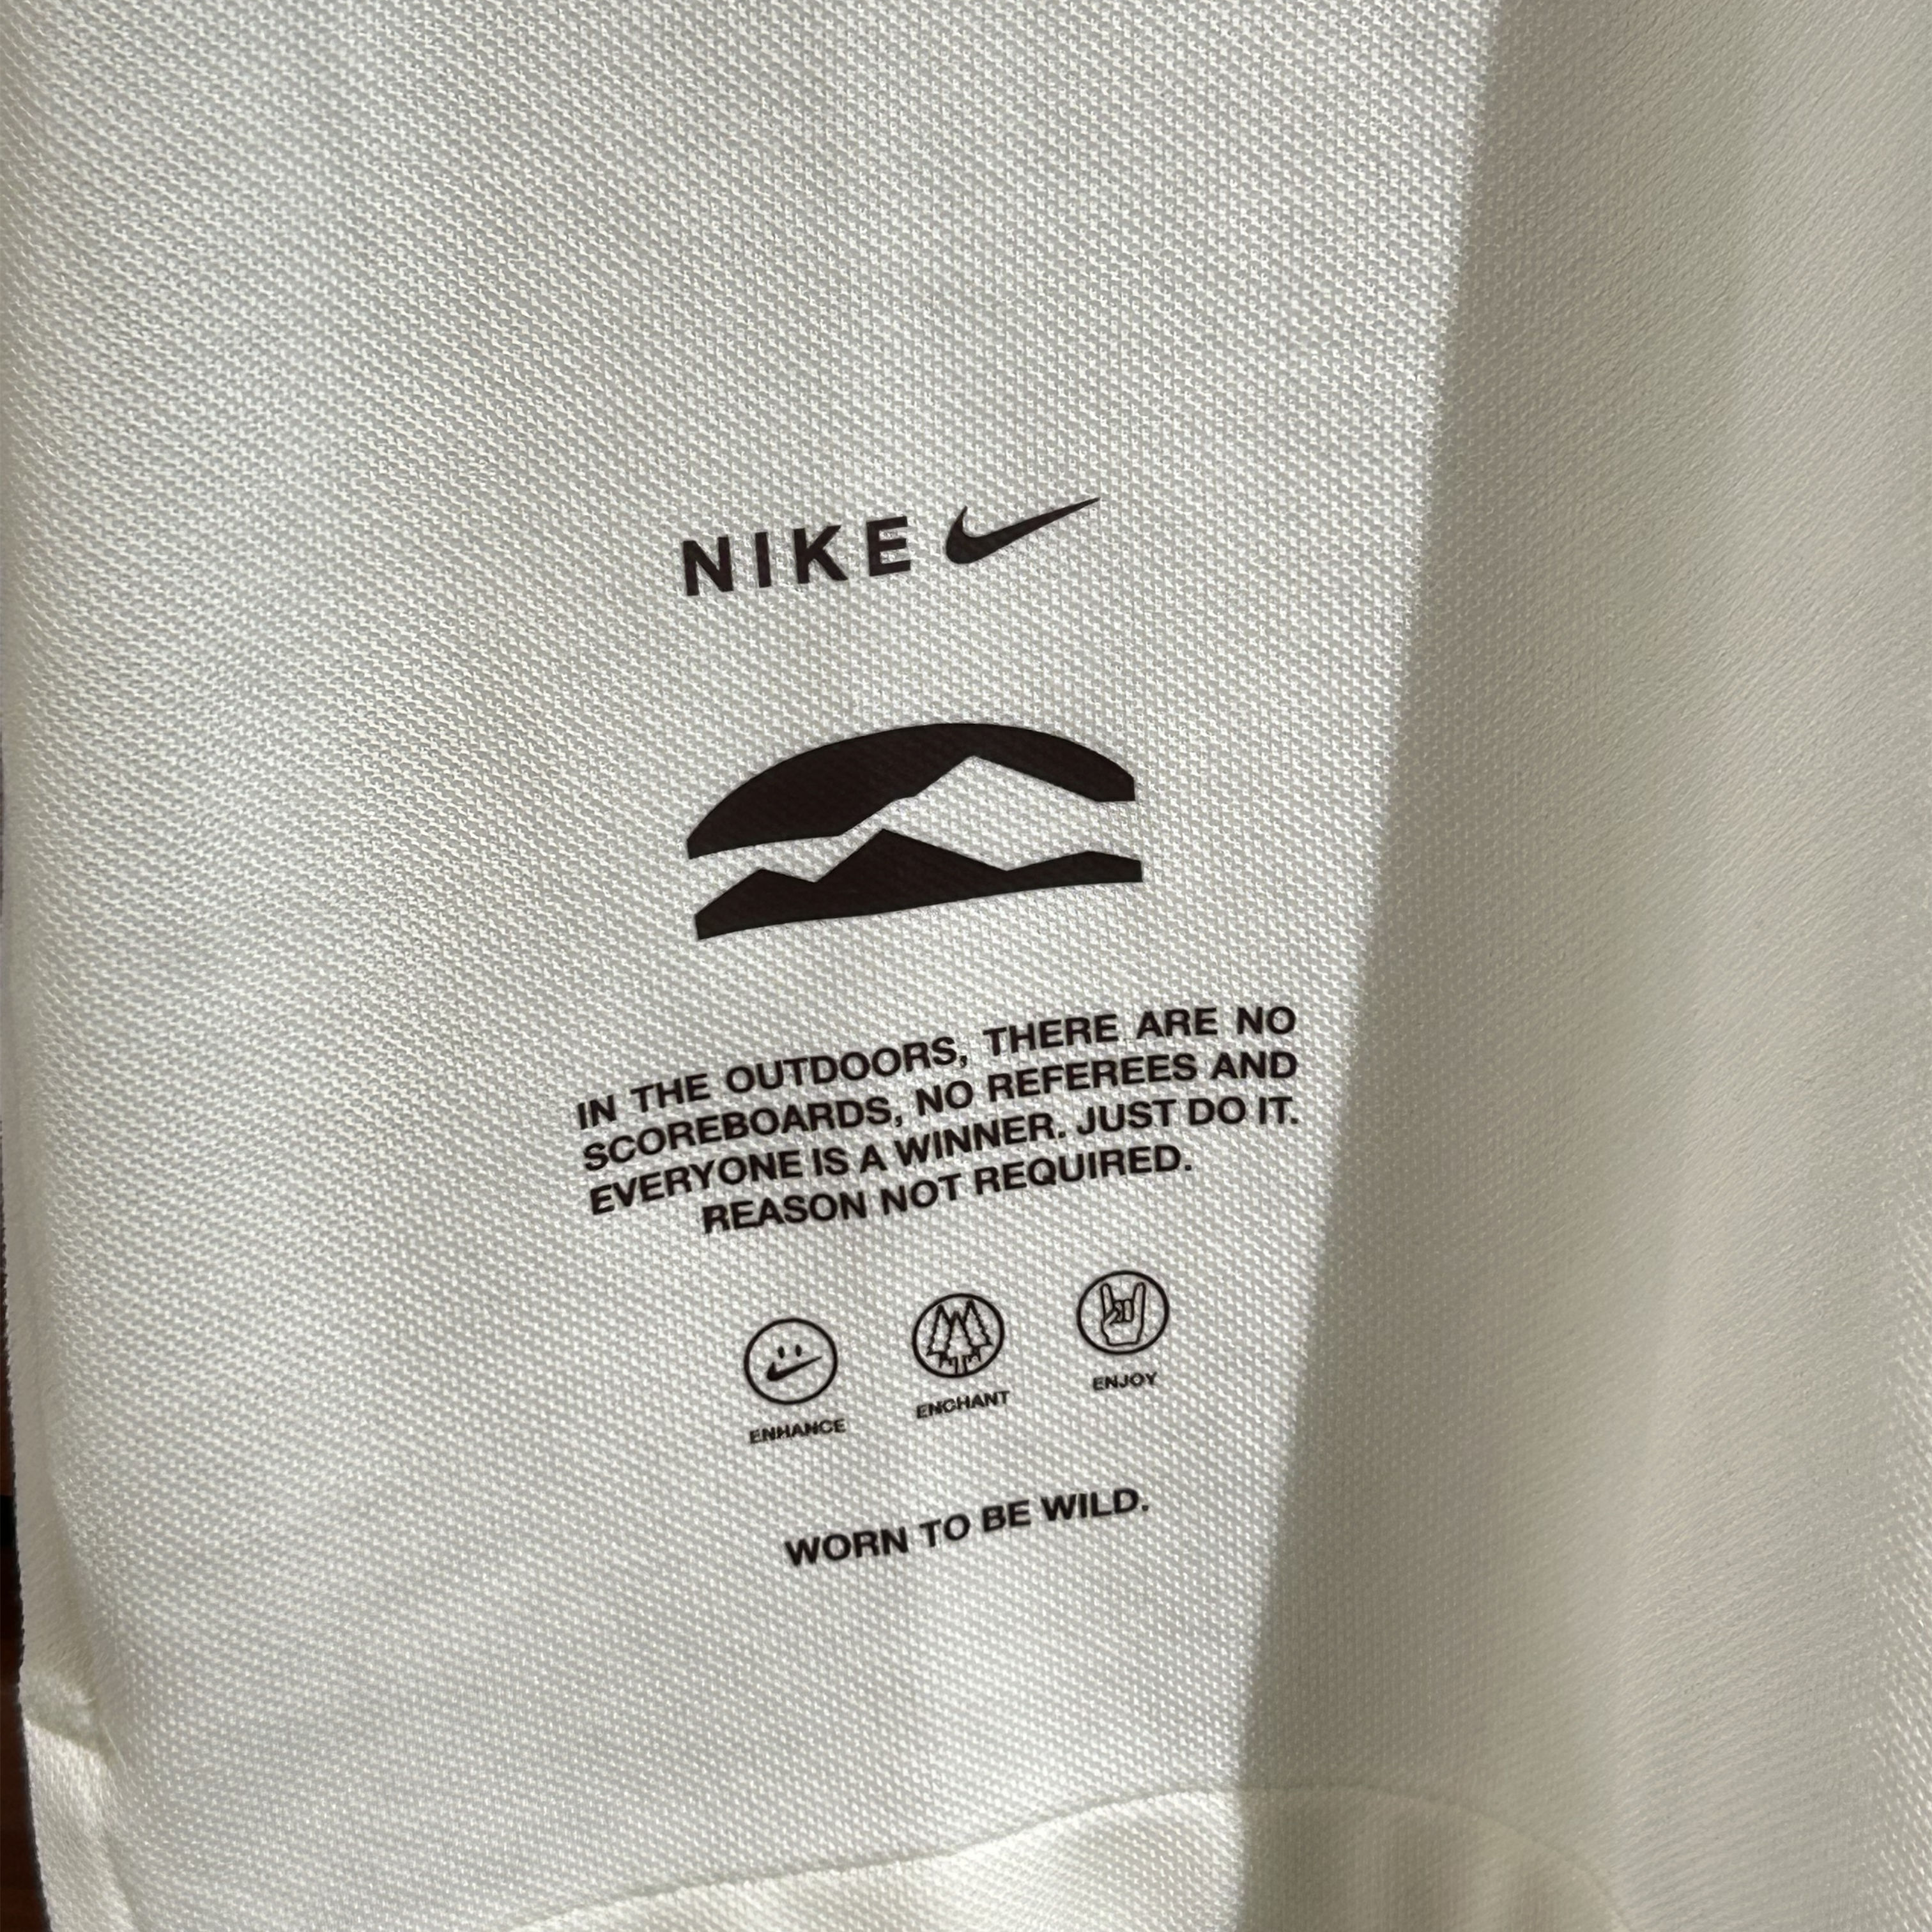 NIKE
IN THE OUTDOORS, THERE ARE NO
SCOREBOARDS, NO REFEREES AND
EVERYONE IS A WINNER. JUST DO IT.
REASON NOT REQUIRED.
ENHANCE
ENCHANT
ENJOY
WORN TO BE WILD.